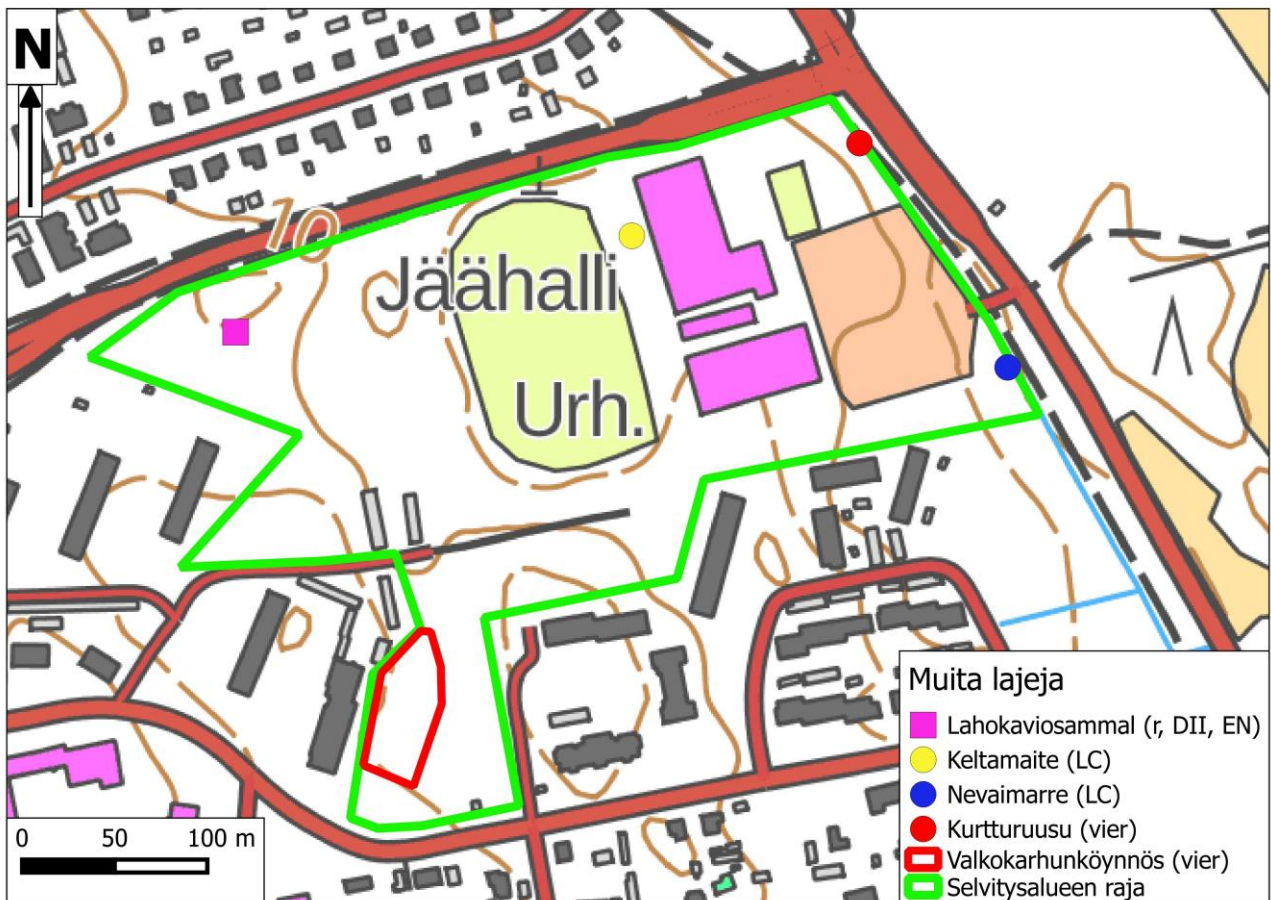 N
10
Jäähalli
Urh.
Muita lajeja
Lahokaviosammal (r, DII, EN)
Keltamaite (LC)
Nevaimarre (LC)
Kurtturuusu (vier)
Valkokarhunköynnös (vier)
Selvitysalueen raja
0 50 100 m